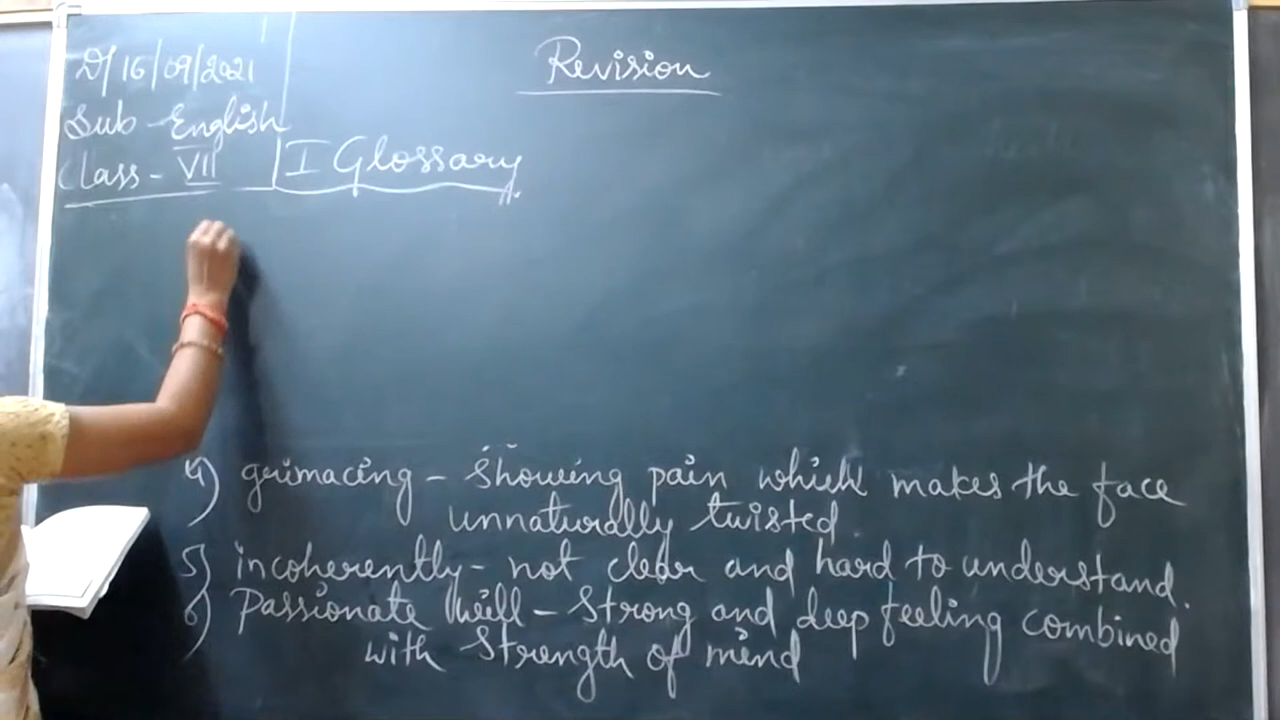 D/ 16/09/2021
Revision
Sub - English
Class - VII
I Glossary
4) grimacing - showing pain which makes the face
unnaturally twisted.
5) incoherently - not clear and hard to understand.
6) Passionate Will - Strong and deep feeling combined
with Strength of mind